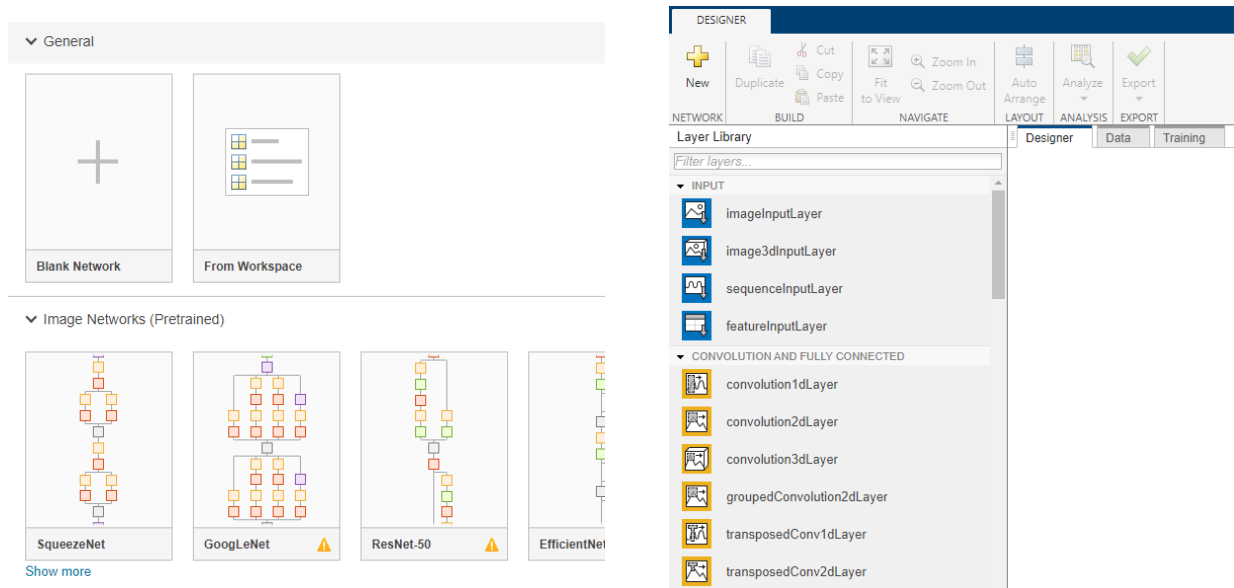 General
Blank Network
From Workspace
Image Networks (Pretrained)
SqueezeNet
GoogLeNet
ResNet-50
EfficientNet
Show more
DESIGNER
New
Duplicate
Cut
Copy
Paste
Fit
to View
Zoom In
Zoom Out
Auto
Arrange
Analyze
Export
NETWORK
BUILD
NAVIGATE
LAYOUT
ANALYSIS
EXPORT
Layer Library
Designer
Data
Training
Filter layers...
INPUT
imageInputLayer
image3dInputLayer
sequenceInputLayer
featureInputLayer
CONVOLUTION AND FULLY CONNECTED
convolution1dLayer
convolution2dLayer
convolution3dLayer
groupedConvolution2dLayer
transposedConv1dLayer
transposedConv2dLayer